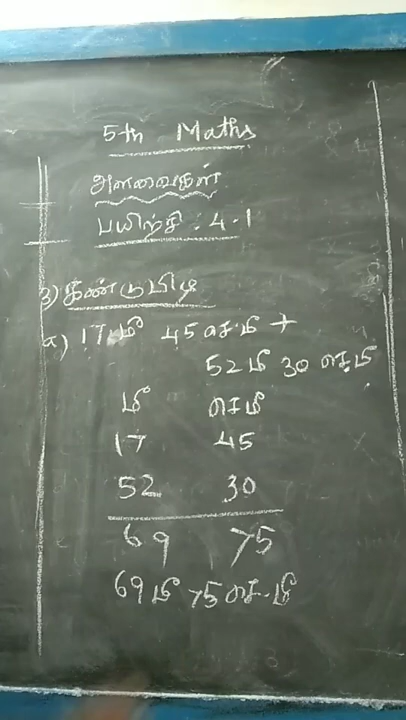 5th Maths
அளவைகள்
பயிற்சி : 4.1
3) கண்டுபிடி
a) 17 மீ 45 செ.மீ +
52 மீ 30 செ.மீ
மீ செமீ
17 45
52 30
69 75
69 மீ 75 செ.மீ